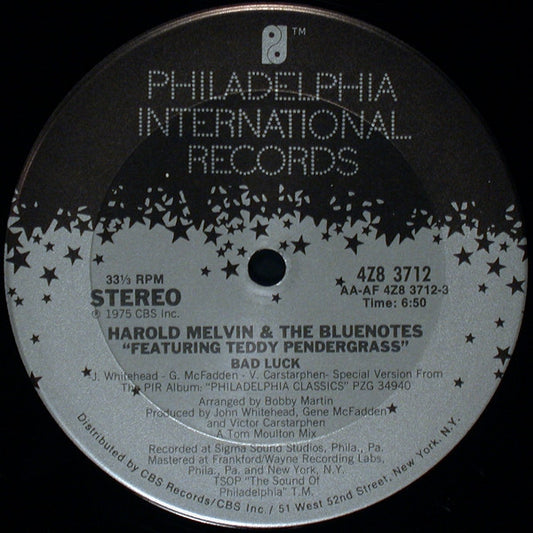 TM
PHILADELPHIA
INTERNATIONAL
RECORDS
33⅓ RPM
STEREO
℗ 1975 CBS Inc.
4Z8 3712
AA-AF 4Z8 3712-3
Time: 6:50
HAROLD MELVIN & THE BLUENOTES
"FEATURING TEDDY PENDERGRASS"
BAD LUCK
J. Whitehead - G. McFadden - V. Carstarphen- Special Version From
The PIR Album: "PHILADELPHIA CLASSICS" PZG 34940
Arranged by Bobby Martin
Produced by John Whitehead, Gene McFadden
and Victor Carstarphen
A Tom Moulton Mix
Recorded at Sigma Sound Studios, Phila., Pa.
Mastered at Frankford/Wayne Recording Labs,
Phila., Pa. and New York, N.Y.
TSOP "The Sound Of
Philadelphia" T.M.
Distributed by CBS Records/CBS Inc./ 51 West 52nd Street, New York, N.Y.